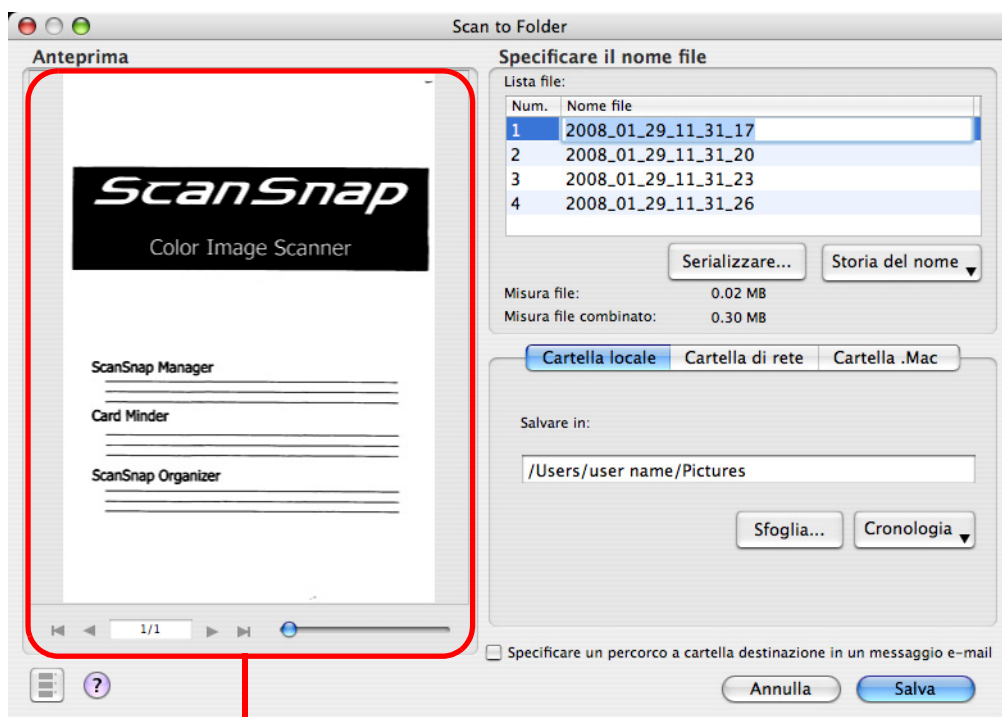 Scan to Folder
Anteprima
ScanSnap
Color Image Scanner
ScanSnap Manager
Card Minder
ScanSnap Organizer
1/1
?
Specificare il nome file
Lista file:
Num. Nome file
1 2008_01_29_11_31_17
2 2008_01_29_11_31_20
3 2008_01_29_11_31_23
4 2008_01_29_11_31_26
Serializzare... Storia del nome
Misura file: 0.02 MB
Misura file combinato: 0.30 MB
Cartella locale Cartella di rete Cartella .Mac
Salvare in:
/Users/user name/Pictures
Sfoglia... Cronologia
Specificare un percorco a cartella destinazione in un messaggio e-mail
Annulla Salva